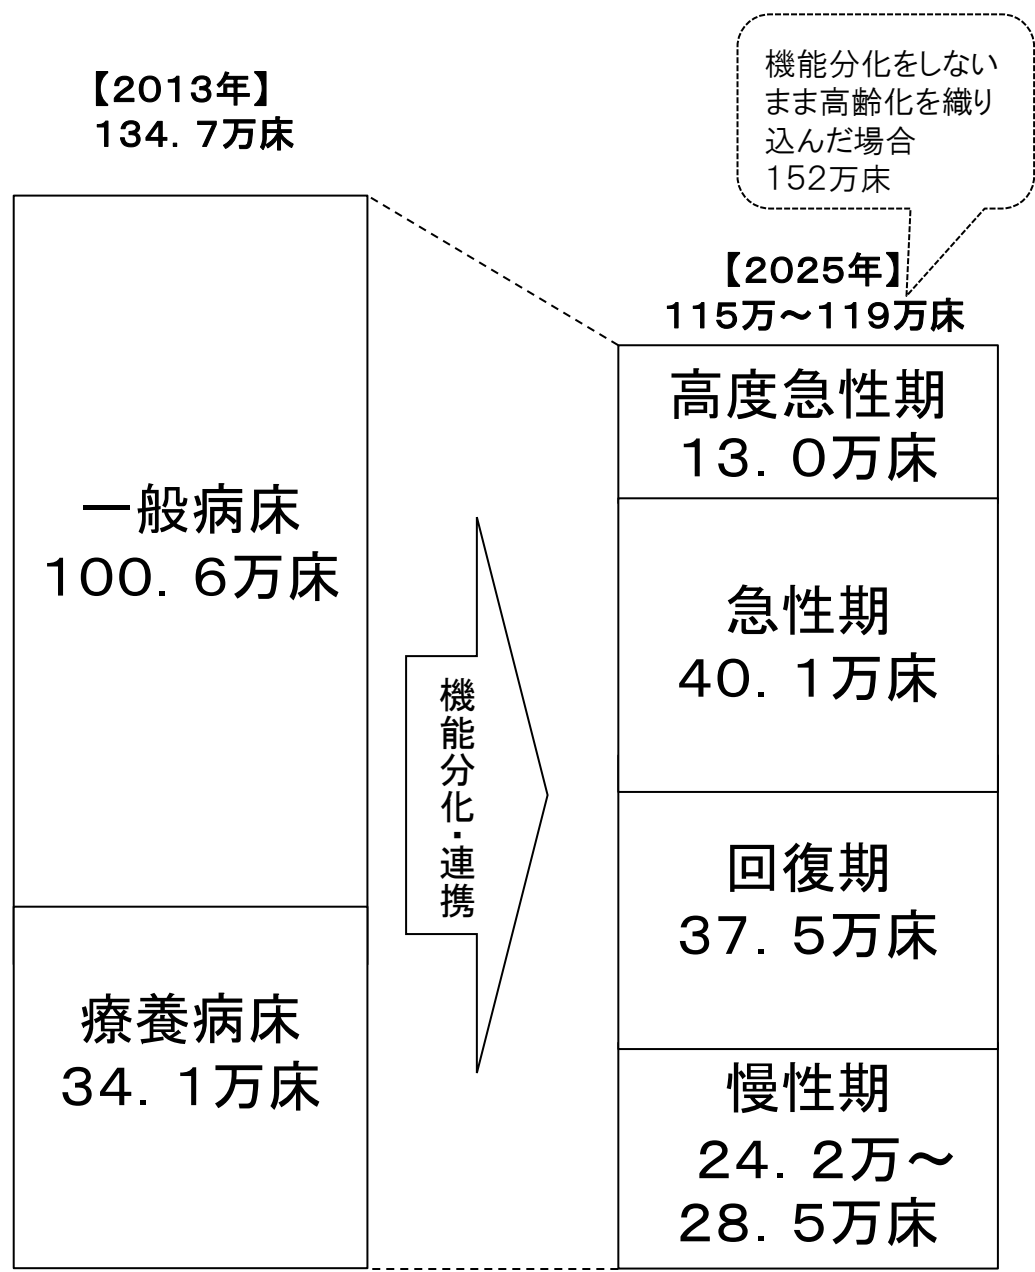 【2013年】
134．7万床
一般病床
100．6万床
療養病床
34．1万床
機能分化・連携
機能分化をしない
まま高齢化を織り
込んだ場合
152万床
【2025年】
115万～119万床
高度急性期
13．0万床
急性期
40．1万床
回復期
37．5万床
慢性期
24．2万～
28．5万床